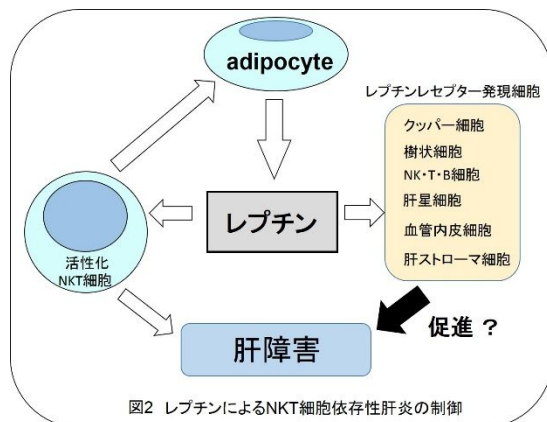 adipocyte
レプチンレセプター発現細胞
クッパー細胞
樹状細胞
NK・T・B細胞
肝星細胞
血管内皮細胞
肝ストローマ細胞
レプチン
活性化
NKT細胞
促進 ?
肝障害
図2 レプチンによるNKT細胞依存性肝炎の制御